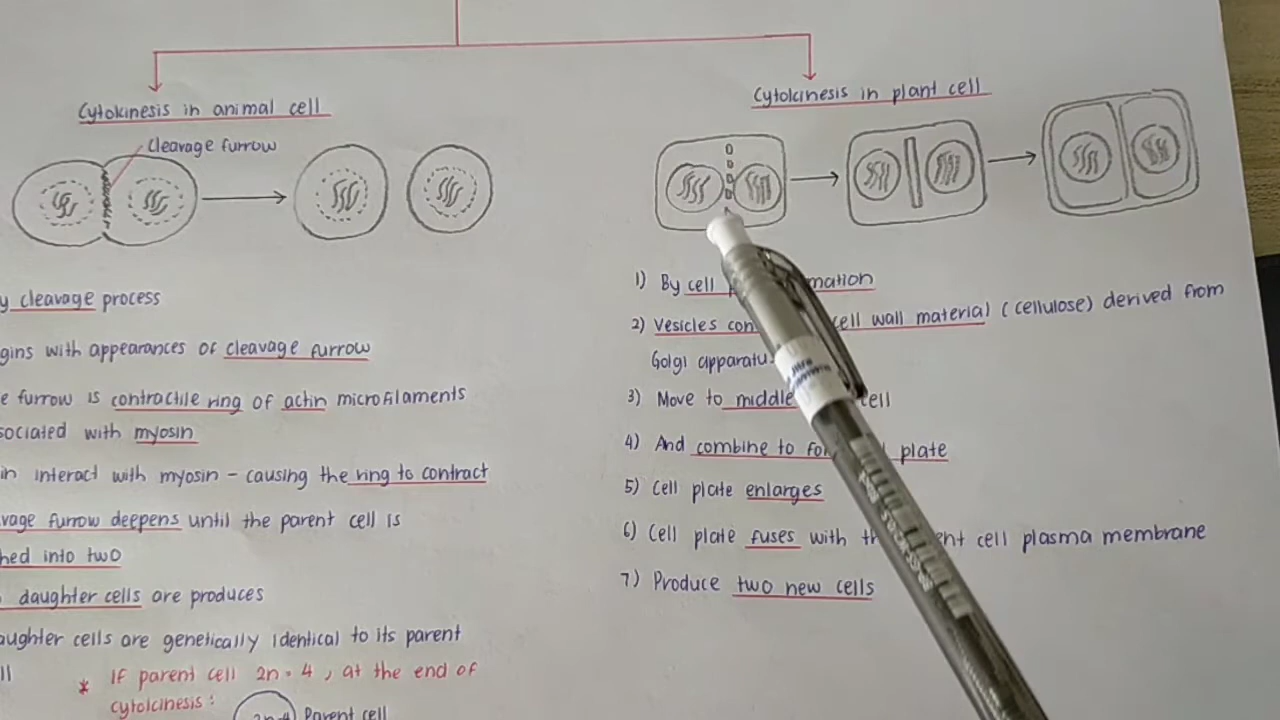 Cytokinesis in animal cell
Cleavage furrow
y cleavage process
gins with appearances of cleavage furrow
e furrow is contractile ring of actin microfilaments
sociated with myosin
in interact with myosin - causing the ring to contract
vage furrow deepens until the parent cell is
hed into two
daughter cells are produces
aughter cells are genetically identical to its parent
ll
* If parent cell 2n = 4, at the end of
cytokinesis :
Parent cell
Cytokinesis in plant cell
1) By cell mation
2) Vesicles con cell wall material (cellulose) derived from
Golgi apparatu
3) Move to middle cell
4) And combine to fo plate
5) Cell plate enlarges
6) Cell plate fuses with th ent cell plasma membrane
7) Produce two new cells